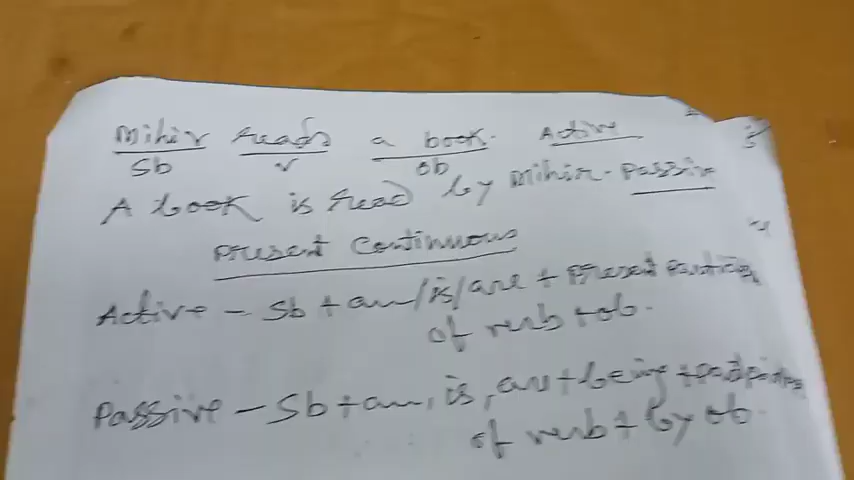 Mihir reads a book. Active
Sb v ob
A book is read by Mihir - Passive
Present Continuous
Active - Sb + am/is/are + Present Participle
of verb + ob.
Passive - Sb + am, is, are + being + past participle
of verb + by ob.